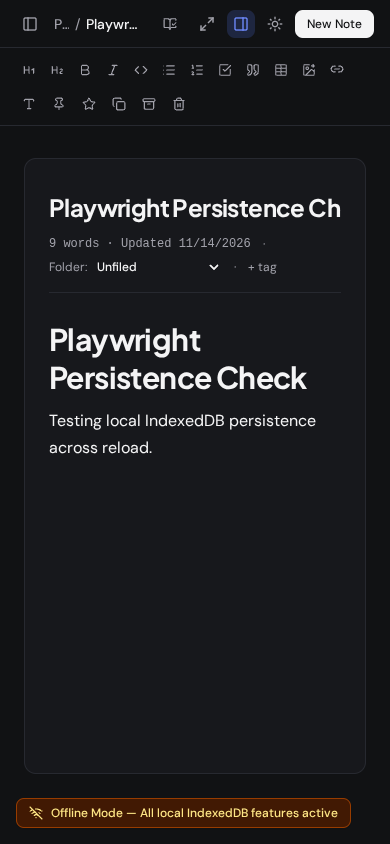 P... / Playwr... New Note
H1 H2 B I
T
Playwright Persistence Ch
9 words · Updated 11/14/2026 ·
Folder: Unfiled · + tag
Playwright
Persistence Check
Testing local IndexedDB persistence
across reload.
Offline Mode — All local IndexedDB features active